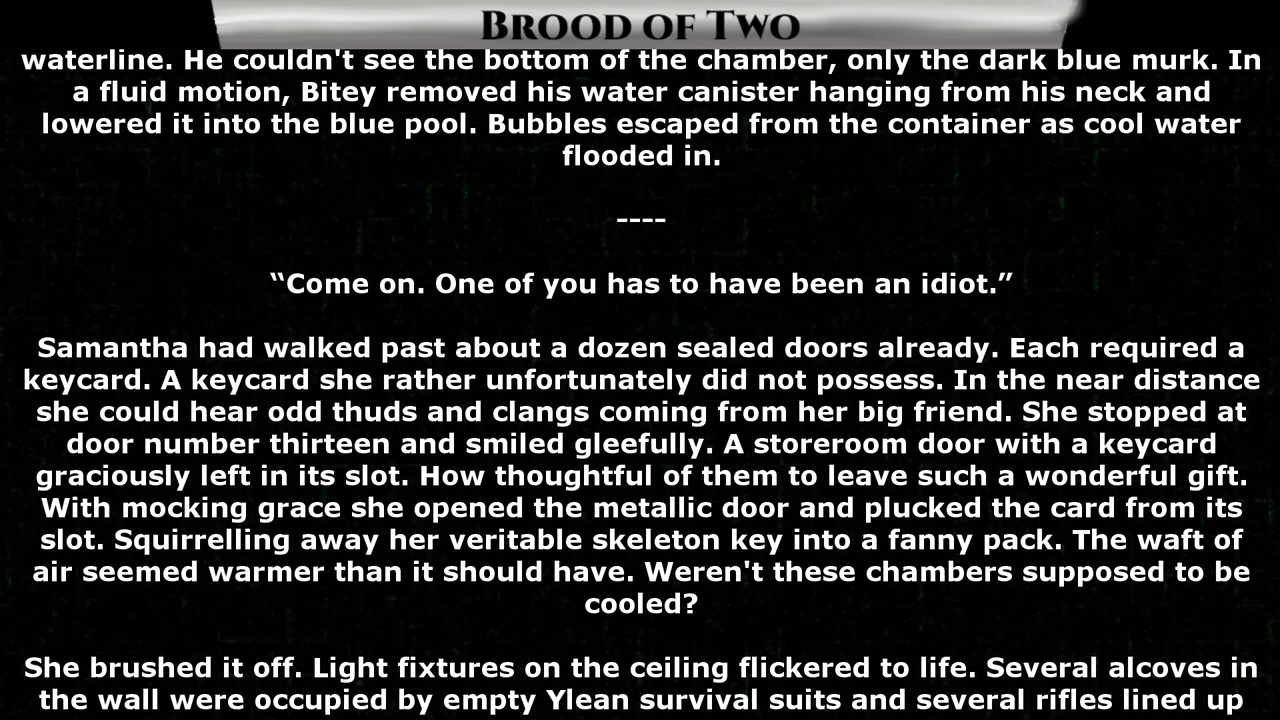 Brood of Two
waterline. He couldn't see the bottom of the chamber, only the dark blue murk. In
a fluid motion, Bitey removed his water canister hanging from his neck and
lowered it into the blue pool. Bubbles escaped from the container as cool water
flooded in.
----
“Come on. One of you has to have been an idiot.”
Samantha had walked past about a dozen sealed doors already. Each required a
keycard. A keycard she rather unfortunately did not possess. In the near distance
she could hear odd thuds and clangs coming from her big friend. She stopped at
door number thirteen and smiled gleefully. A storeroom door with a keycard
graciously left in its slot. How thoughtful of them to leave such a wonderful gift.
With mocking grace she opened the metallic door and plucked the card from its
slot. Squirrelling away her veritable skeleton key into a fanny pack. The waft of
air seemed warmer than it should have. Weren't these chambers supposed to be
cooled?
She brushed it off. Light fixtures on the ceiling flickered to life. Several alcoves in
the wall were occupied by empty Ylean survival suits and several rifles lined up